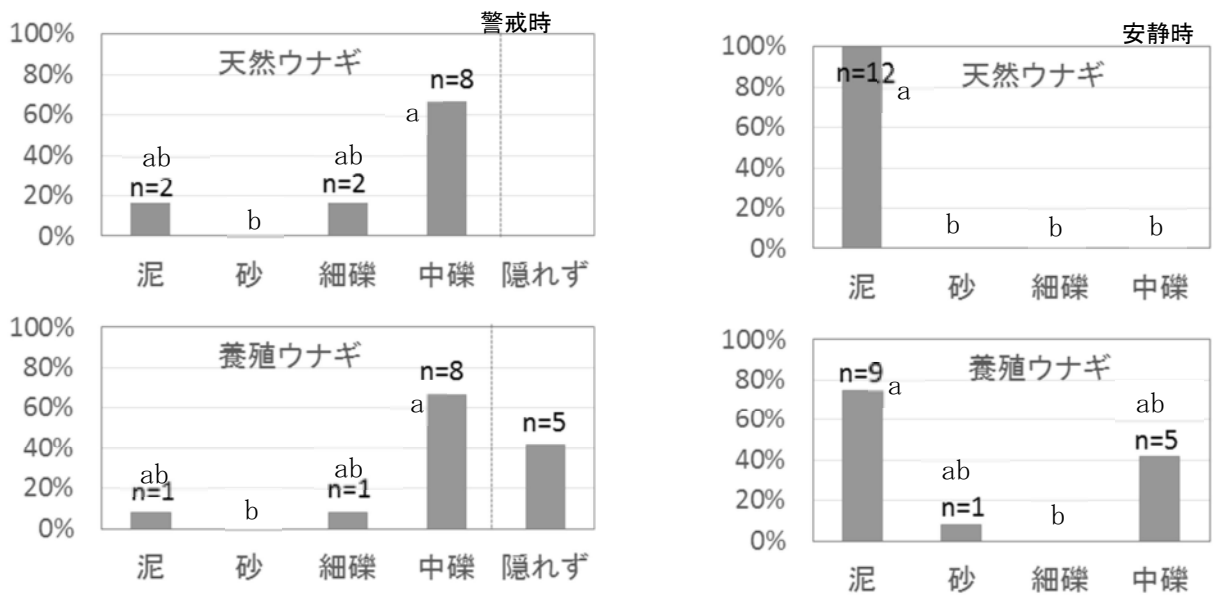 警戒時
100%
80%
60%
40%
20%
0%
天然ウナギ
n=2
ab
b
n=2
ab
n=8
a
泥 砂 細礫 中礫 隠れず
安静時
100%
80%
60%
40%
20%
0%
天然ウナギ
n=12
a
b
b
b
泥 砂 細礫 中礫
100%
80%
60%
40%
20%
0%
養殖ウナギ
ab
n=1
b
ab
n=1
n=8
a
n=5
泥 砂 細礫 中礫 隠れず
100%
80%
60%
40%
20%
0%
養殖ウナギ
n=9
a
ab
n=1
b
ab
n=5
泥 砂 細礫 中礫